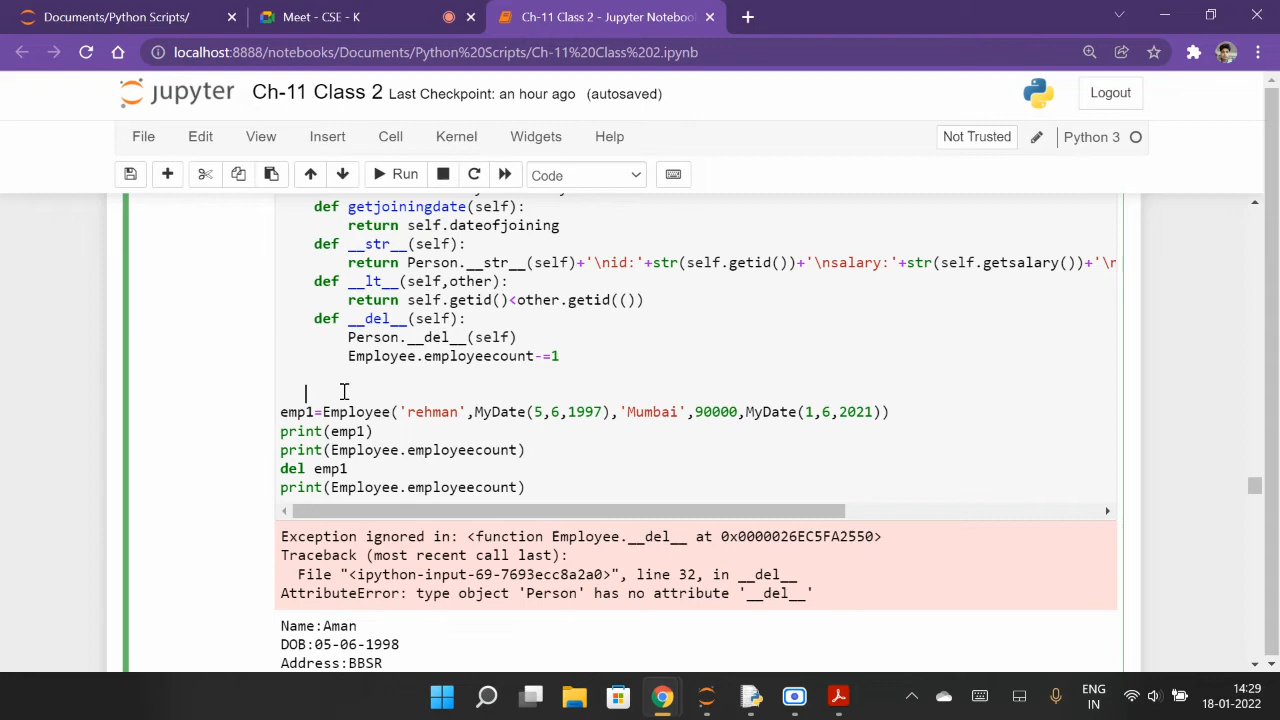 Documents/Python Scripts/
Meet - CSE - K
Ch-11 Class 2 - Jupyter Notebook
localhost:8888/notebooks/Documents/Python%20Scripts/Ch-11%20Class%202.ipynb
jupyter Ch-11 Class 2 Last Checkpoint: an hour ago (autosaved)
Logout
File Edit View Insert Cell Kernel Widgets Help
Not Trusted
Python 3
Run
Code
def getjoiningdate(self):
return self.dateofjoining
def __str__(self):
return Person.__str__(self)+'\nid:'+str(self.getid())+'\nsalary:'+str(self.getsalary())+'\n
def __lt__(self,other):
return self.getid()<other.getid(())
def __del__(self):
Person.__del__(self)
Employee.employeecount-=1
emp1=Employee('rehman',MyDate(5,6,1997),'Mumbai',90000,MyDate(1,6,2021))
print(emp1)
print(Employee.employeecount)
del emp1
print(Employee.employeecount)
Exception ignored in: <function Employee.__del__ at 0x0000026EC5FA2550>
Traceback (most recent call last):
File "<ipython-input-69-7693ecc8a2a0>", line 32, in __del__
AttributeError: type object 'Person' has no attribute '__del__'
Name:Aman
DOB:05-06-1998
Address:BBSR
ENG
IN
14:29
18-01-2022